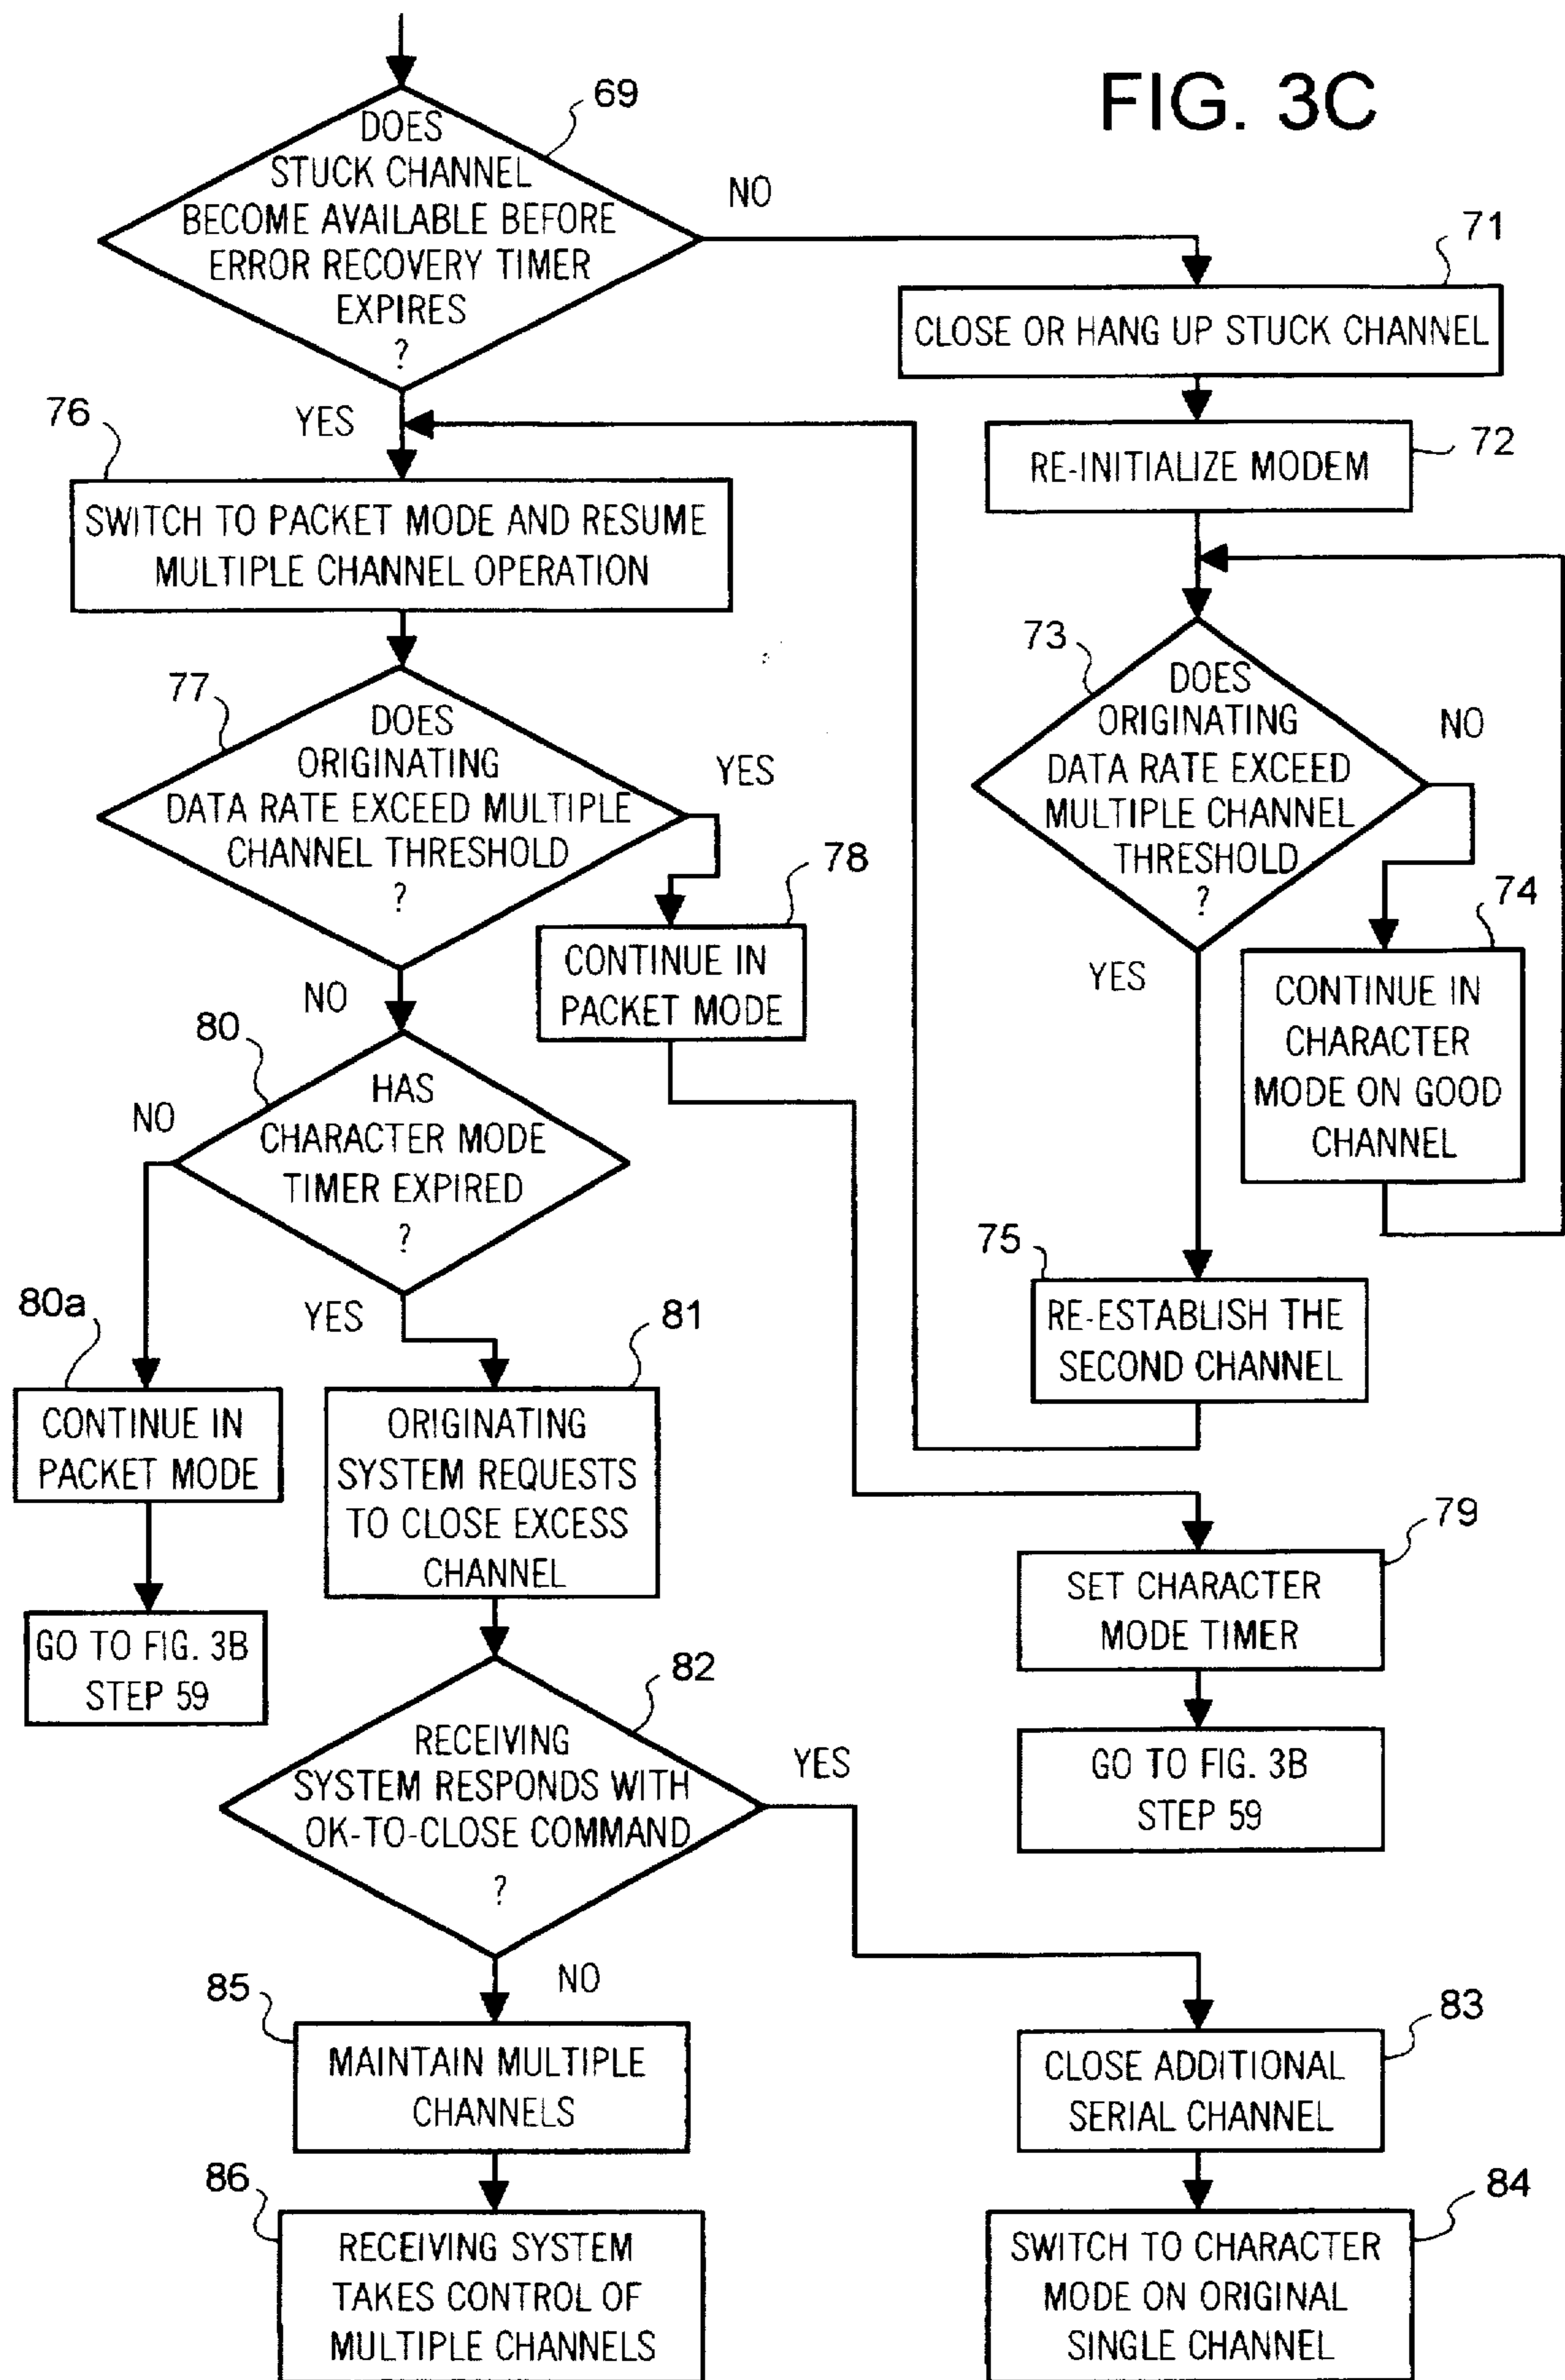 FIG. 3C
69
DOES
STUCK CHANNEL
BECOME AVAILABLE BEFORE
ERROR RECOVERY TIMER
EXPIRES
?
NO
YES
71
CLOSE OR HANG UP STUCK CHANNEL
72
RE-INITIALIZE MODEM
73
DOES
ORIGINATING
DATA RATE EXCEED
MULTIPLE CHANNEL
THRESHOLD
?
NO
YES
74
CONTINUE IN
CHARACTER
MODE ON GOOD
CHANNEL
75
RE-ESTABLISH THE
SECOND CHANNEL
76
SWITCH TO PACKET MODE AND RESUME
MULTIPLE CHANNEL OPERATION
77
DOES
ORIGINATING
DATA RATE EXCEED MULTIPLE
CHANNEL THRESHOLD
?
YES
NO
78
CONTINUE IN
PACKET MODE
79
SET CHARACTER
MODE TIMER
GO TO FIG. 3B
STEP 59
80
HAS
CHARACTER MODE
TIMER EXPIRED
?
NO
YES
80a
CONTINUE IN
PACKET MODE
GO TO FIG. 3B
STEP 59
81
ORIGINATING
SYSTEM REQUESTS
TO CLOSE EXCESS
CHANNEL
82
RECEIVING
SYSTEM RESPONDS WITH
OK-TO-CLOSE COMMAND
?
YES
NO
83
CLOSE ADDITIONAL
SERIAL CHANNEL
84
SWITCH TO CHARACTER
MODE ON ORIGINAL
SINGLE CHANNEL
85
MAINTAIN MULTIPLE
CHANNELS
86
RECEIVING SYSTEM
TAKES CONTROL OF
MULTIPLE CHANNELS